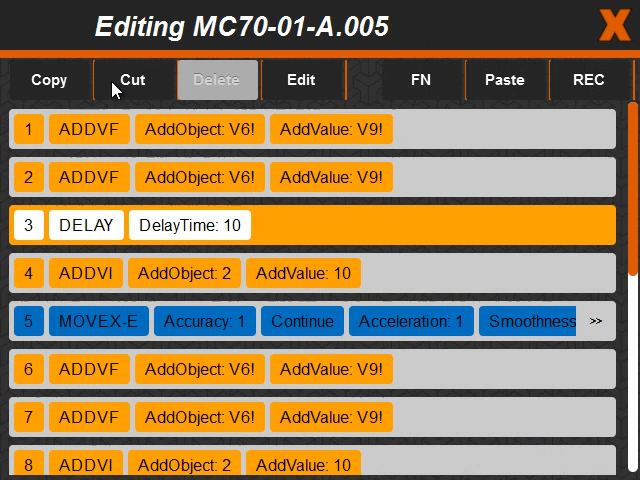 Editing MC70-01-A.005 X
Copy Cut Delete Edit FN Paste REC
1 ADDVF AddObject: V6! AddValue: V9!
2 ADDVF AddObject: V6! AddValue: V9!
3 DELAY DelayTime: 10
4 ADDVI AddObject: 2 AddValue: 10
5 MOVEX-E Accuracy: 1 Continue Acceleration: 1 Smoothness >>
6 ADDVF AddObject: V6! AddValue: V9!
7 ADDVF AddObject: V6! AddValue: V9!
8 ADDVI AddObject: 2 AddValue: 10